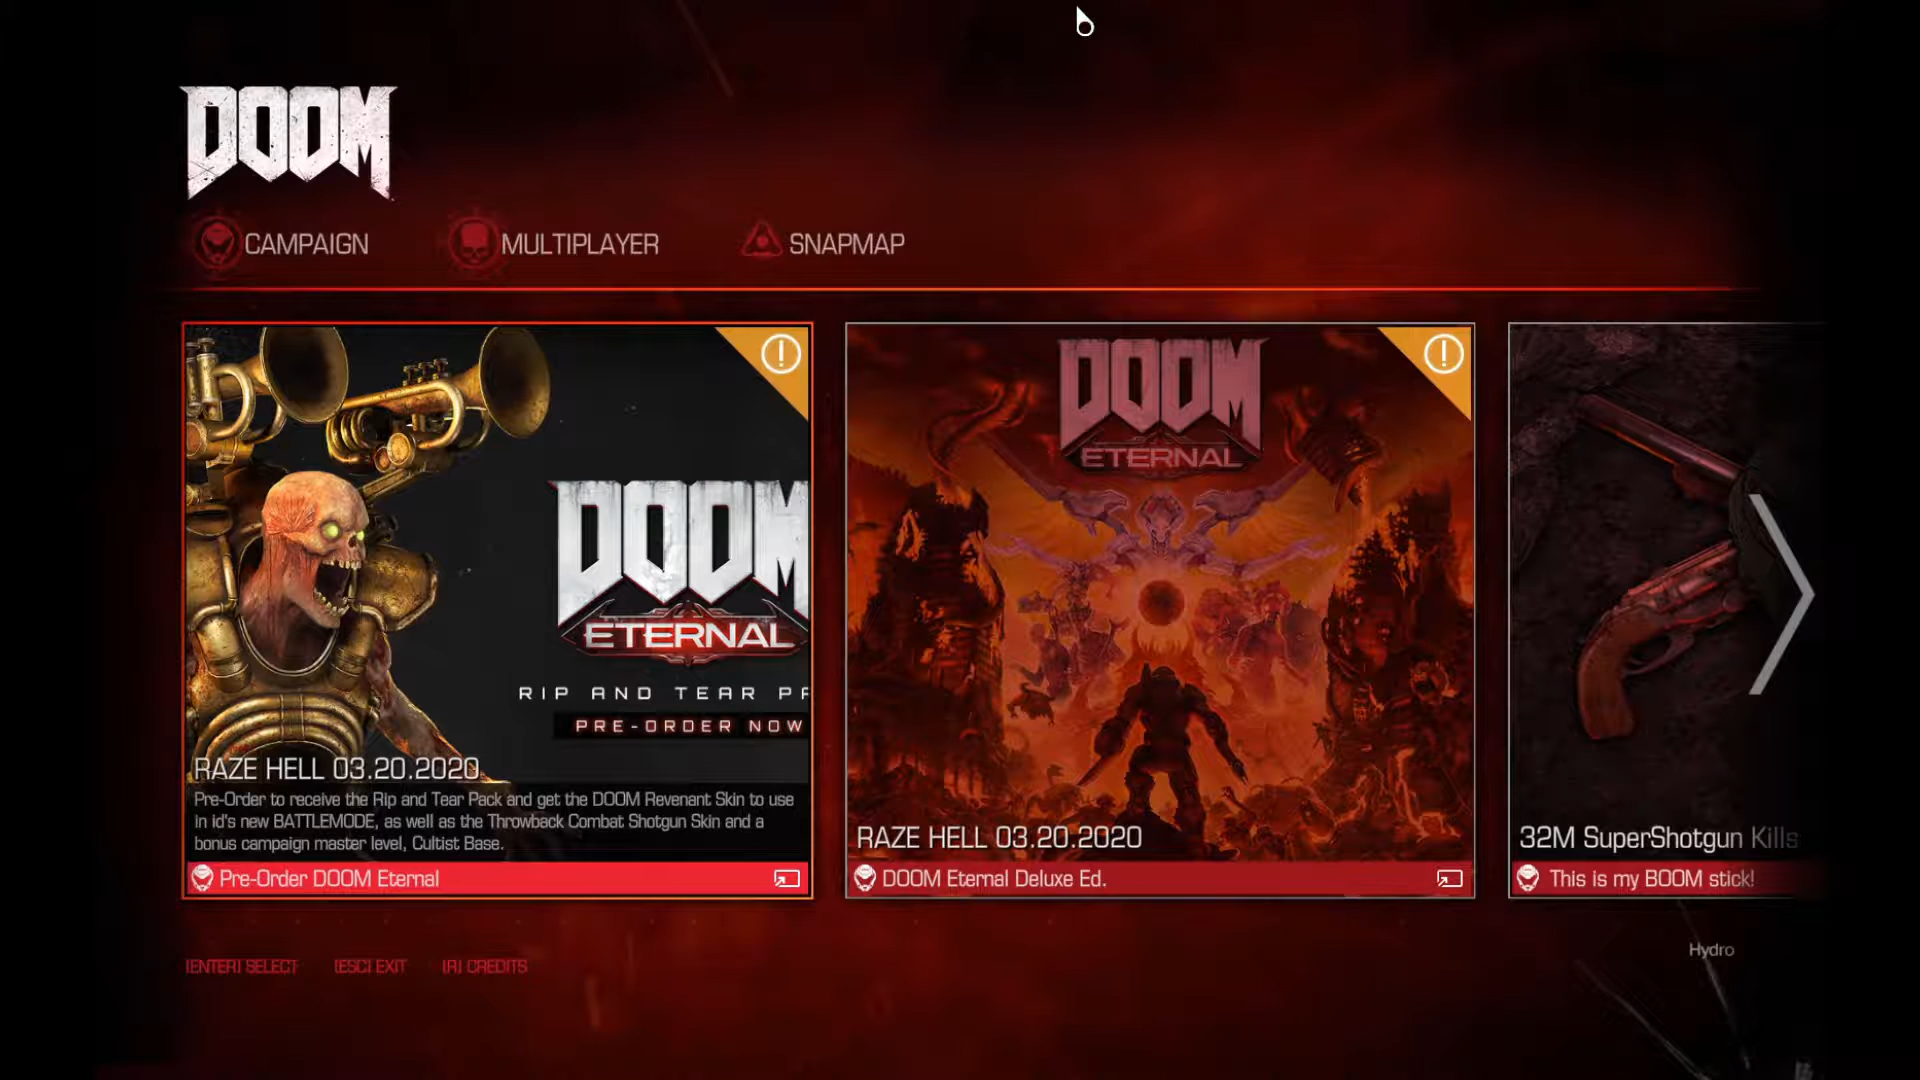 DOOM
CAMPAIGN
MULTIPLAYER
SNAPMAP
DOOM
ETERNAL
RIP AND TEAR PA
PRE-ORDER NOW
RAZE HELL 03.20.2020
Pre-Order to receive the Rip and Tear Pack and get the DOOM Revenant Skin to use
in id's new BATTLEMODE, as well as the Throwback Combat Shotgun Skin and a
bonus campaign master level, Cultist Base.
Pre-Order DOOM Eternal
DOOM
ETERNAL
RAZE HELL 03.20.2020
DOOM Eternal Deluxe Ed.
32M SuperShotgun Kills
This is my BOOM stick!
[ENTER] SELECT [ESC] EXIT [R] CREDITS
Hydro